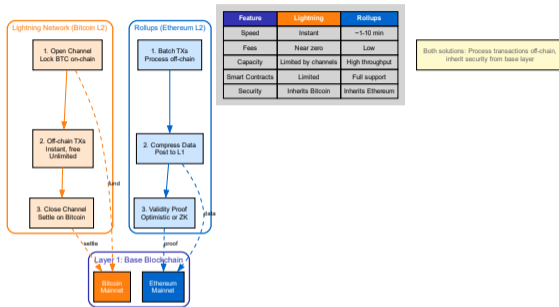 Lightning Network (Bitcoin L2)
1. Open Channel
Lock BTC on-chain
2. Off-chain TXs
Instant, free
Unlimited
3. Close Channel
Settle on Bitcoin
fund
settle
Rollups (Ethereum L2)
1. Batch TXs
Process off-chain
2. Compress Data
Post to L1
3. Validity Proof
Optimistic or ZK
data
proof
Layer 1: Base Blockchain
Bitcoin
Mainnet
Ethereum
Mainnet
Feature Lightning Rollups
Speed Instant ~1-10 min
Fees Near zero Low
Capacity Limited by channels High throughput
Smart Contracts Limited Full support
Security Inherits Bitcoin Inherits Ethereum
Both solutions: Process transactions off-chain,
inherit security from base layer